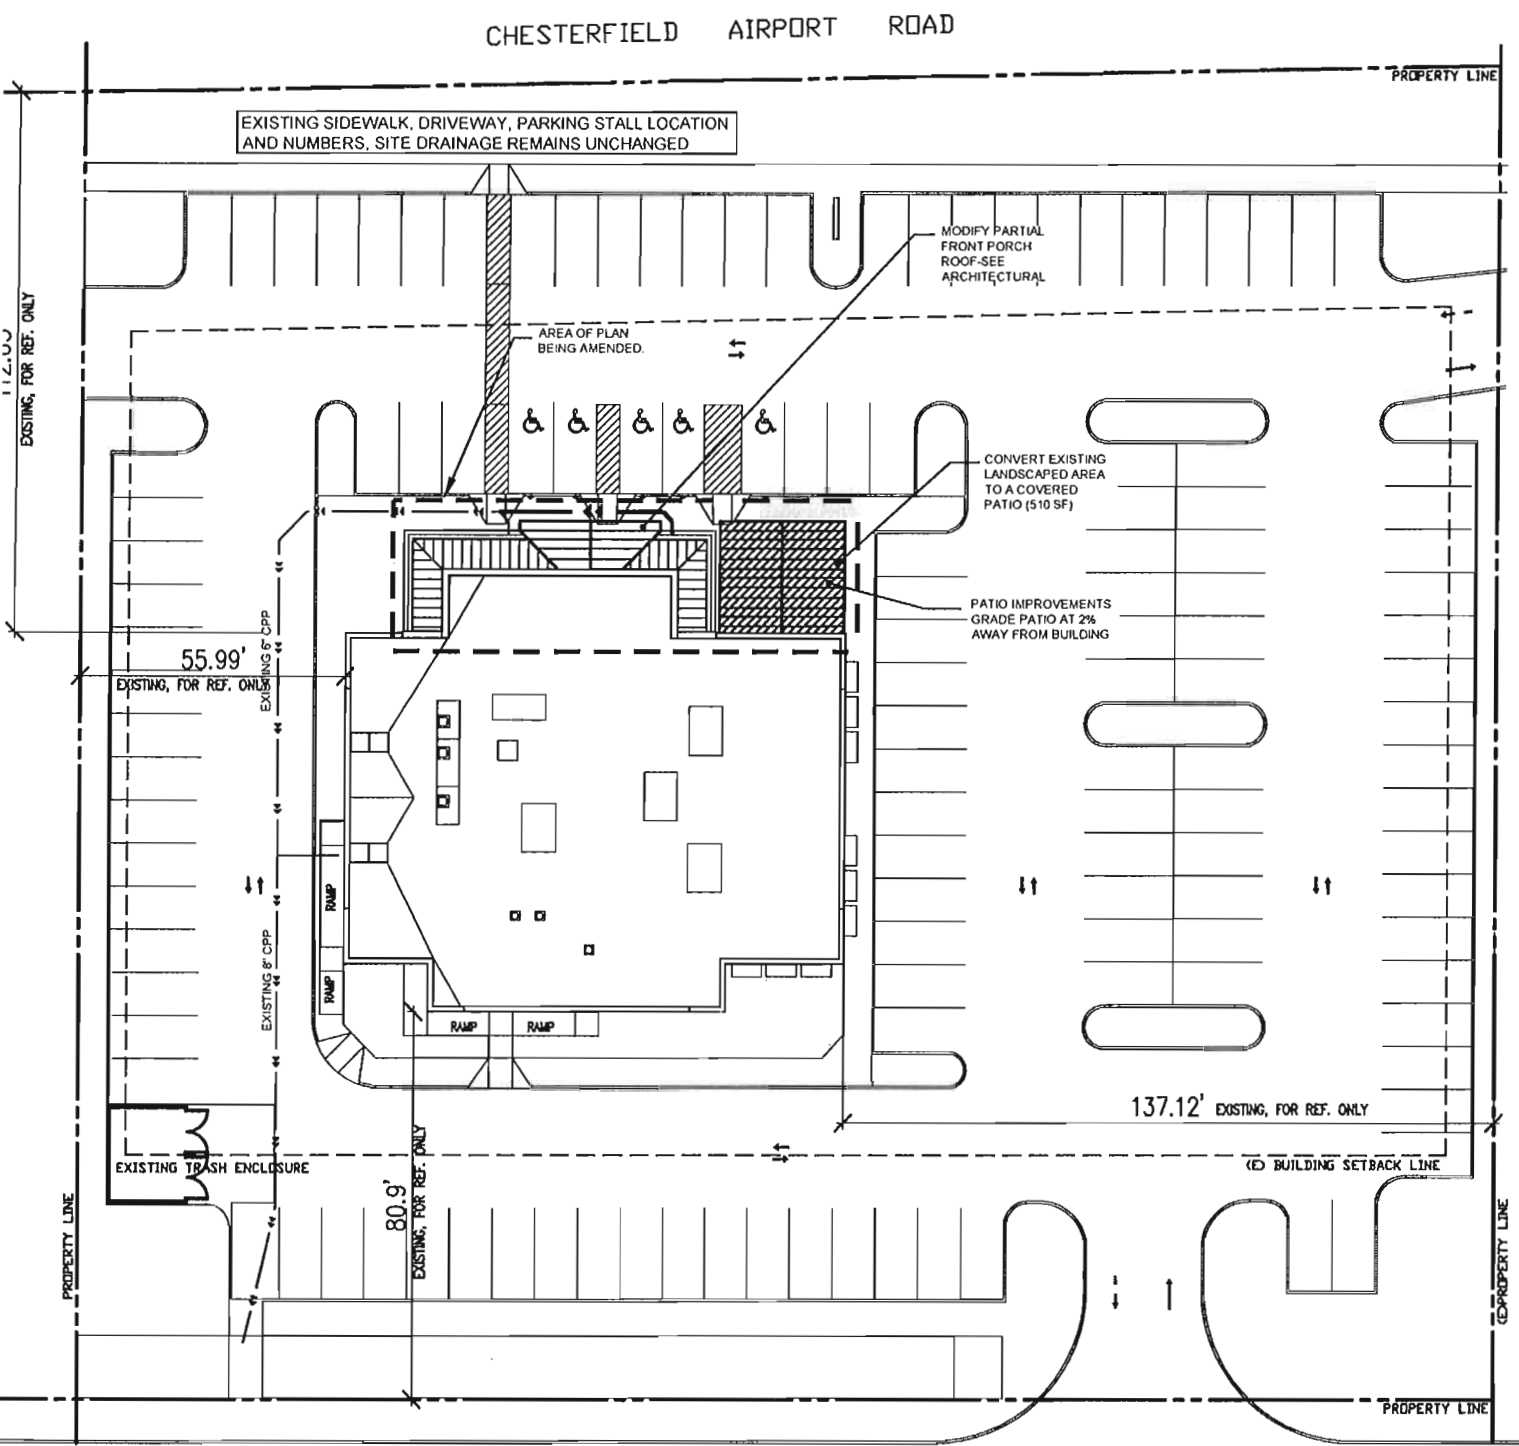 CHESTERFIELD AIRPORT ROAD
PROPERTY LINE
EXISTING SIDEWALK, DRIVEWAY, PARKING STALL LOCATION
AND NUMBERS, SITE DRAINAGE REMAINS UNCHANGED
MODIFY PARTIAL
FRONT PORCH
ROOF-SEE
ARCHITECTURAL
EXISTING, FOR REF. ONLY
AREA OF PLAN
BEING AMENDED.
CONVERT EXISTING
LANDSCAPED AREA
TO A COVERED
PATIO (510 SF)
PATIO IMPROVEMENTS
GRADE PATIO AT 2%
AWAY FROM BUILDING
EXISTING 6" CPP
55.99'
EXISTING, FOR REF. ONLY
RAMP
EXISTING 8" CPP
RAMP
RAMP
RAMP
137.12' EXISTING, FOR REF. ONLY
EXISTING TRASH ENCLOSURE
(E) BUILDING SETBACK LINE
80.9'
EXISTING, FOR REF. ONLY
PROPERTY LINE
(E)PROPERTY LINE
PROPERTY LINE